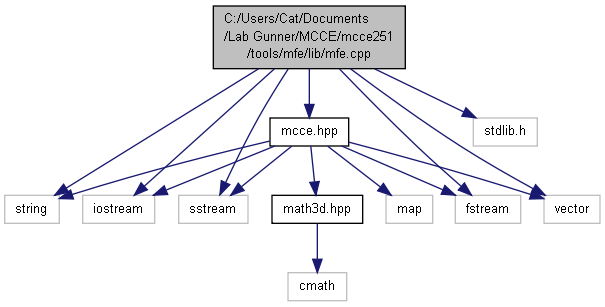 C:/Users/Cat/Documents
/Lab Gunner/MCCE/mcce251
/tools/mfe/lib/mfe.cpp
mcce.hpp
stdlib.h
string
iostream
sstream
math3d.hpp
map
fstream
vector
cmath